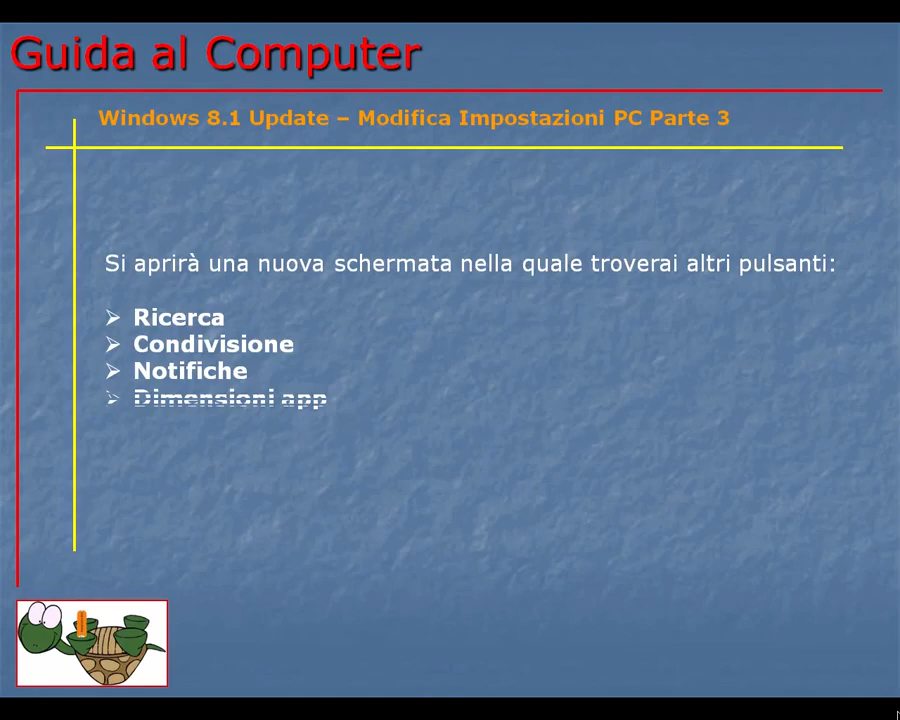 Guida al Computer
Windows 8.1 Update – Modifica Impostazioni PC Parte 3
Si aprirà una nuova schermata nella quale troverai altri pulsanti:
Ricerca
Condivisione
Notifiche
Dimensioni app